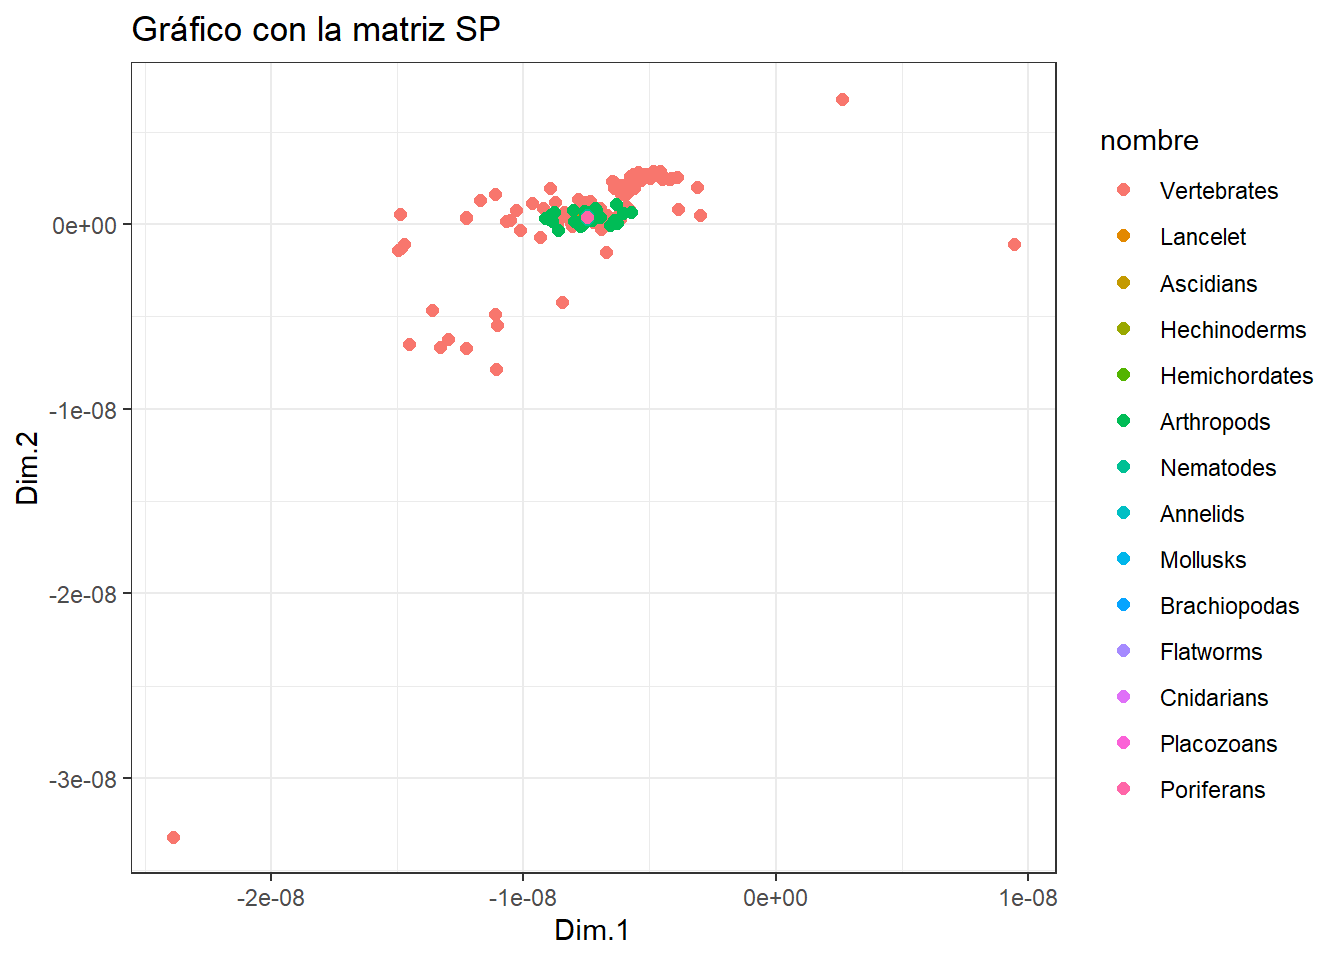 Gráfico con la matriz SP
0e+00
-1e-08
-2e-08
-3e-08
Dim.2
-2e-08
-1e-08
0e+00
1e-08
Dim.1
nombre
Vertebrates
Lancelet
Ascidians
Hechinoderms
Hemichordates
Arthropods
Nematodes
Annelids
Mollusks
Brachiopodas
Flatworms
Cnidarians
Placozoans
Poriferans